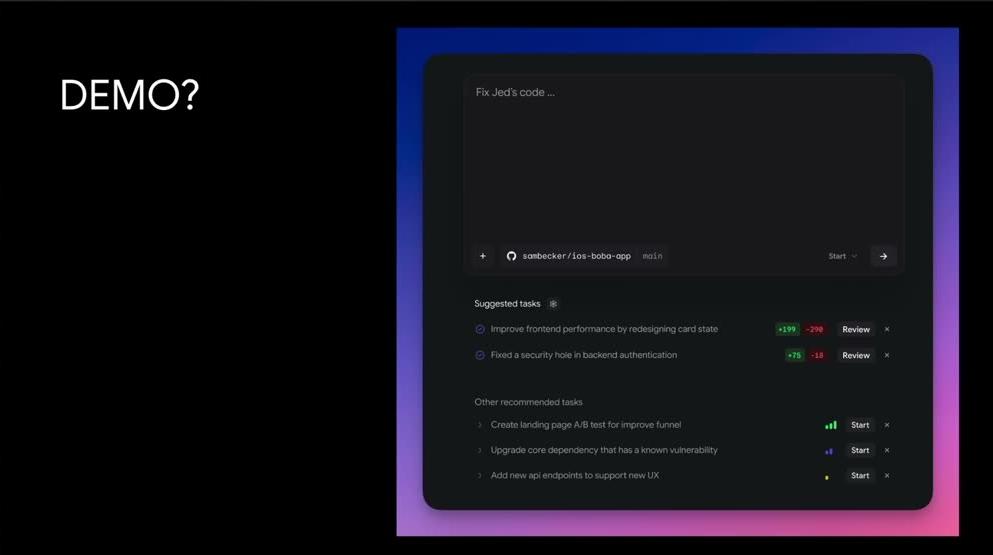 DEMO?
Fix Jed's code ...
+ sambecker/ios-boba-app main Start →
Suggested tasks
Improve frontend performance by redesigning card state +199 -290 Review ×
Fixed a security hole in backend authentication +75 -18 Review ×
Other recommended tasks
Create landing page A/B test for improve funnel Start ×
Upgrade core dependency that has a known vulnerability Start ×
Add new api endpoints to support new UX Start ×